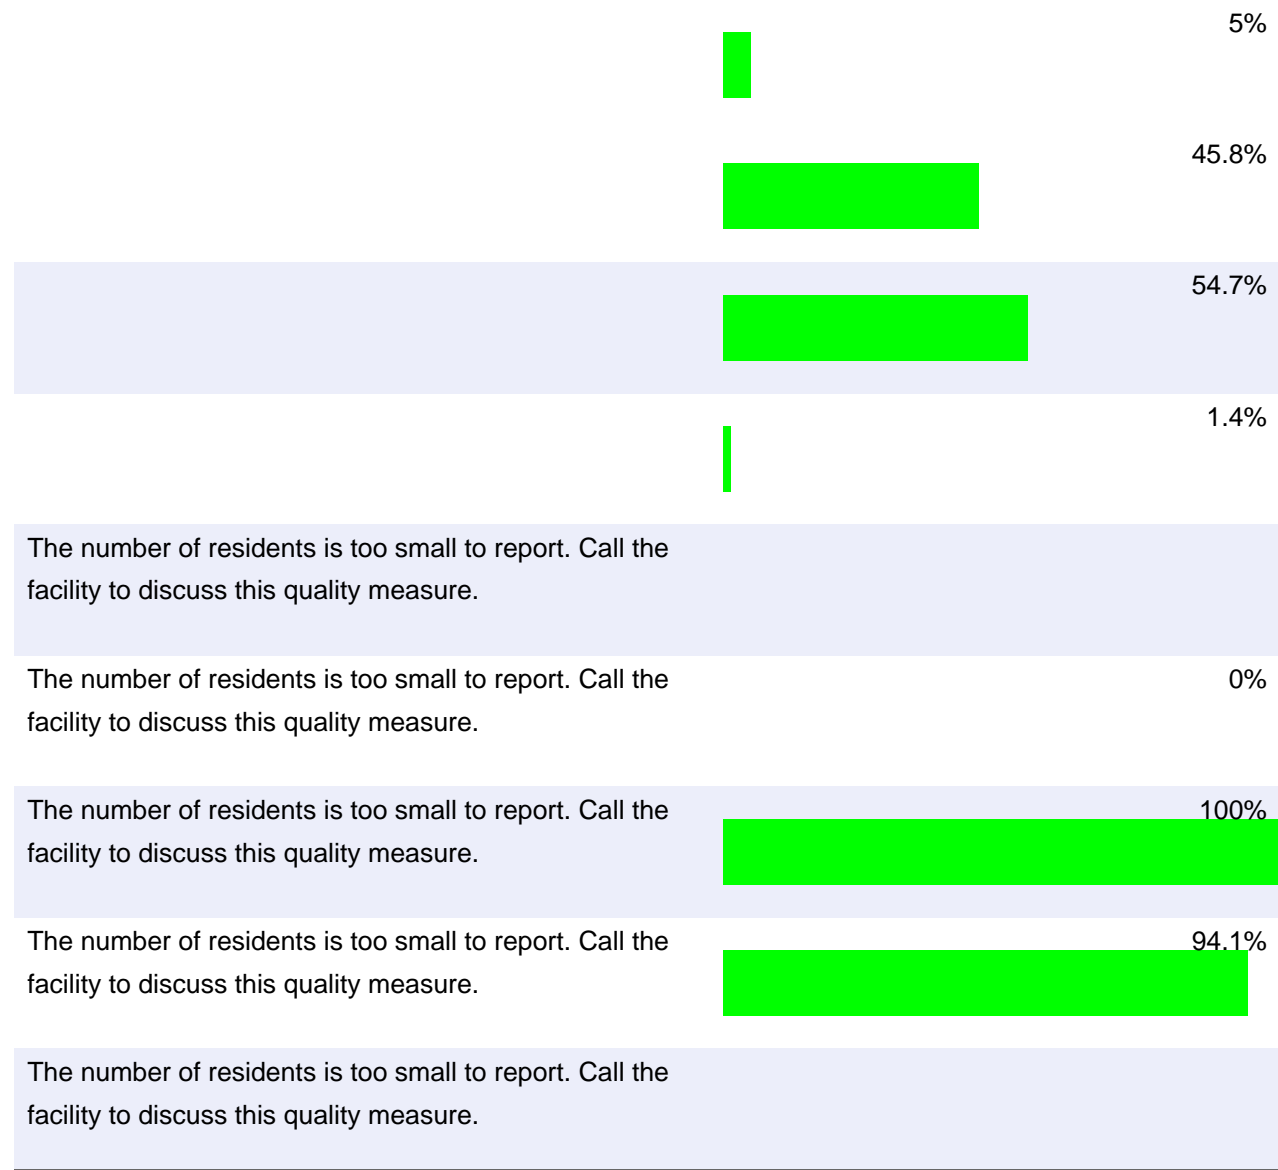 5%
45.8%
54.7%
1.4%
The number of residents is too small to report. Call the
facility to discuss this quality measure.
The number of residents is too small to report. Call the
facility to discuss this quality measure.
0%
The number of residents is too small to report. Call the
facility to discuss this quality measure.
100%
The number of residents is too small to report. Call the
facility to discuss this quality measure.
94.1%
The number of residents is too small to report. Call the
facility to discuss this quality measure.